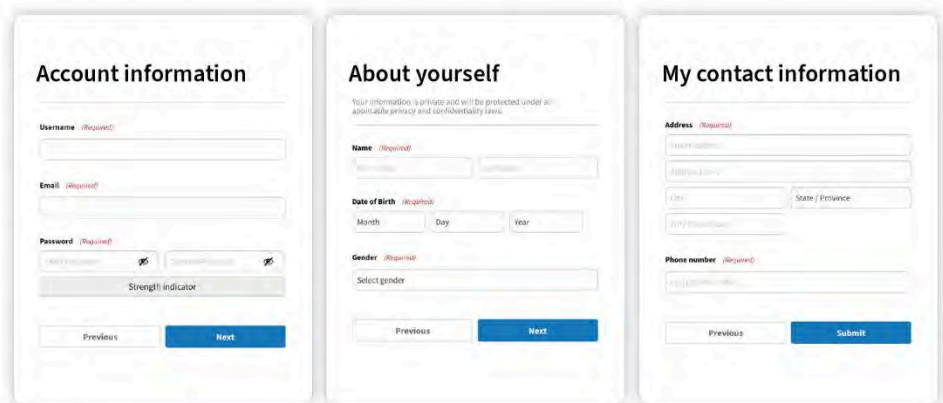 Account information
Username (Required)
Email (Required)
Password (Required)
Strength indicator
Previous Next
About yourself
Your information is private and will be protected under all
applicable privacy and confidentiality laws.
Name (Required)
Date of Birth (Required)
Month Day Year
Gender (Required)
Select gender
Previous Next
My contact information
Address (Required)
City State / Province
Phone number (Required)
Previous Submit